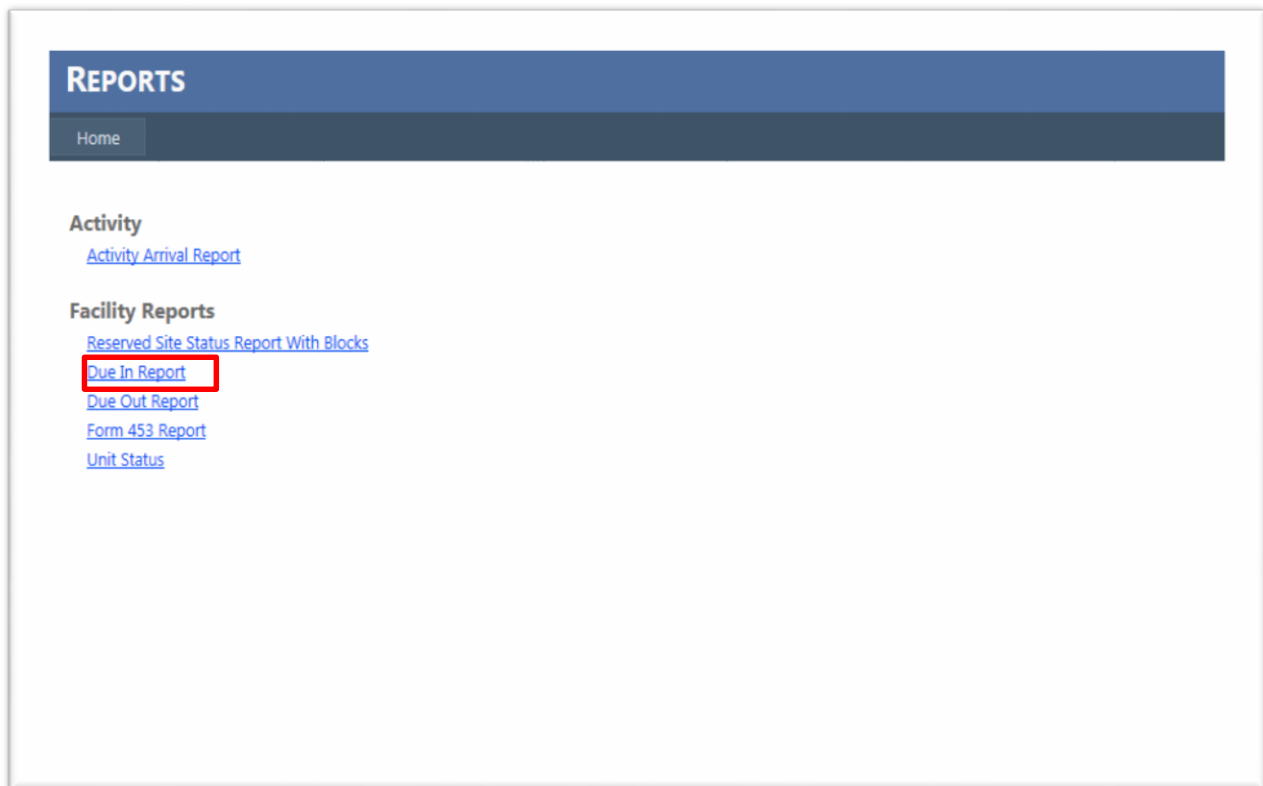 REPORTS
Home
Activity
Activity Arrival Report
Facility Reports
Reserved Site Status Report With Blocks
Due In Report
Due Out Report
Form 453 Report
Unit Status